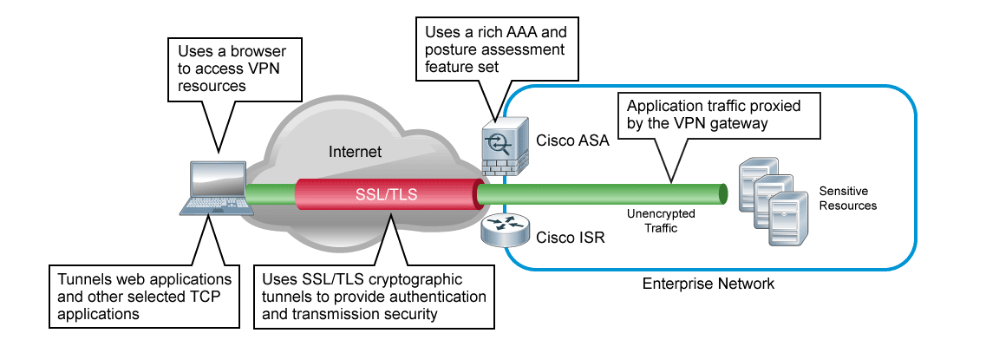 Uses a browser
to access VPN
resources
Uses a rich AAA and
posture assessment
feature set
Application traffic proxied
by the VPN gateway
Internet
Cisco ASA
SSL/TLS
Sensitive
Resources
Unencrypted
Traffic
Cisco ISR
Tunnels web applications
and other selected TCP
applications
Uses SSL/TLS cryptographic
tunnels to provide authentication
and transmission security
Enterprise Network